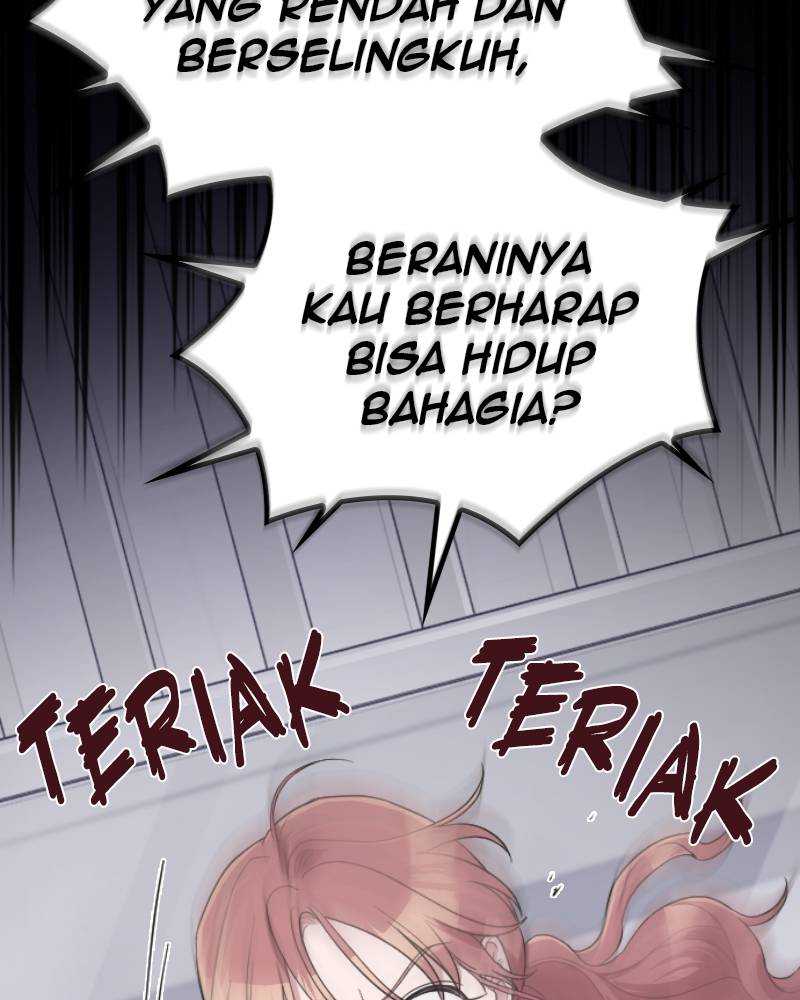 YANG RENDAH DAN
BERSELINGKUH,
BERANINYA
KAU BERHARAP
BISA HIDUP
BAHAGIA?
TERIAK
TERIAK